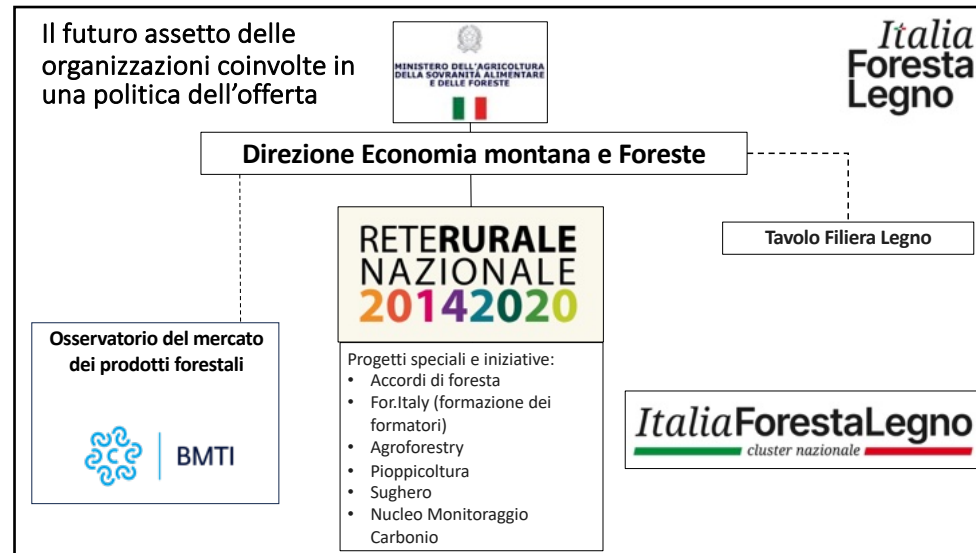 Il futuro assetto delle
organizzazioni coinvolte in
una politica dell'offerta
MINISTERO DELL'AGRICOLTURA
DELLA SOVRANITÀ ALIMENTARE
E DELLE FORESTE
Italia
Foresta
Legno
Direzione Economia montana e Foreste
RETERURALE
NAZIONALE
20142020
Tavolo Filiera Legno
Osservatorio del mercato
dei prodotti forestali
BMTI
Progetti speciali e iniziative:
• Accordi di foresta
• For.Italy (formazione dei
formatori)
• Agroforestry
• Pioppicoltura
• Sughero
• Nucleo Monitoraggio
Carbonio
ItaliaForestaLegno
cluster nazionale